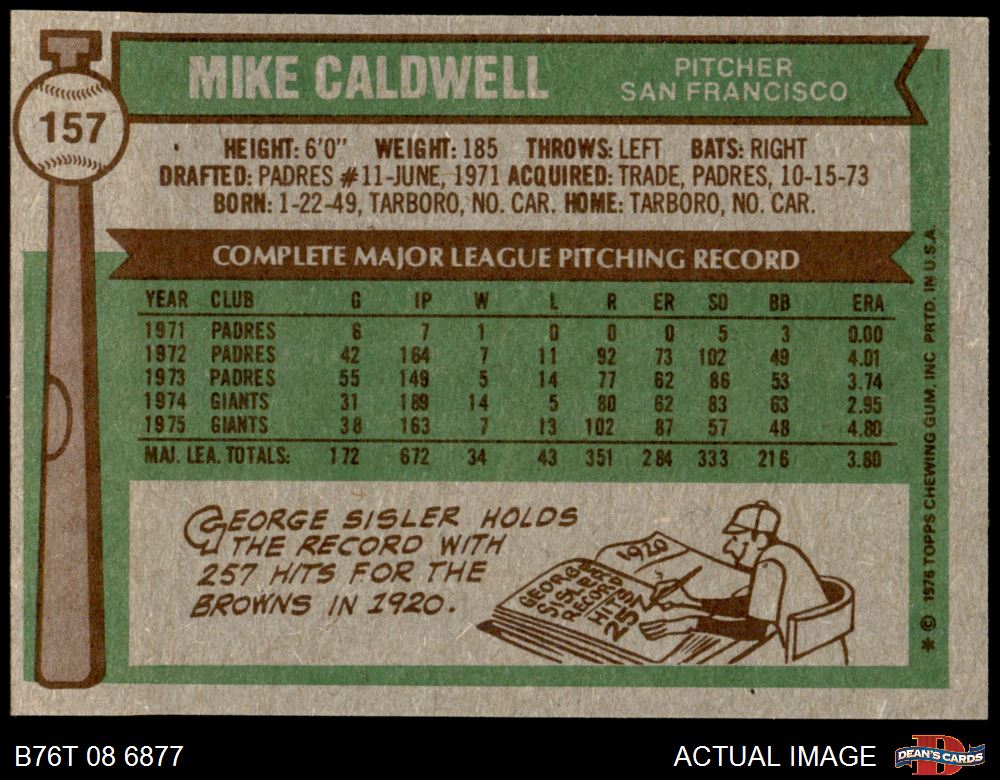 MIKE CALDWELL
PITCHER
SAN FRANCISCO
157
HEIGHT: 6'0" WEIGHT: 185 THROWS: LEFT BATS: RIGHT
DRAFTED: PADRES #11-JUNE, 1971 ACQUIRED: TRADE, PADRES, 10-15-73
BORN: 1-22-49, TARBORO, NO. CAR. HOME: TARBORO, NO. CAR.
COMPLETE MAJOR LEAGUE PITCHING RECORD
YEAR CLUB G IP W L R ER SO BB ERA
1971 PADRES 6 7 1 0 0 0 5 3 0.00
1972 PADRES 42 164 7 11 92 73 102 49 4.01
1973 PADRES 55 149 5 14 77 62 86 53 3.74
1974 GIANTS 31 189 14 5 80 62 83 63 2.95
1975 GIANTS 38 163 7 13 102 87 57 48 4.80
MAJ. LEA. TOTALS: 172 672 34 43 351 284 333 216 3.80
GEORGE SISLER HOLDS
THE RECORD WITH
257 HITS FOR THE
BROWNS IN 1920.
1920
GEORGE
SISLER
RECORD
HITS
257
* © 1976 TOPPS CHEWING GUM, INC. PRTD. IN U.S.A.
B76T 08 6877
ACTUAL IMAGE
D
DEAN'S CARDS